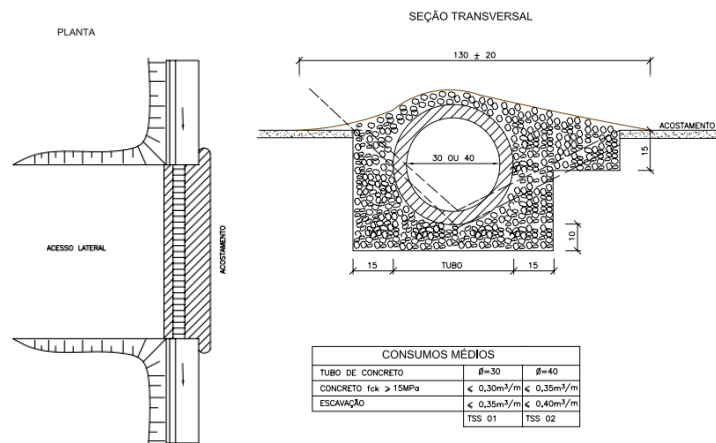 PLANTA
SEÇÃO TRANSVERSAL
130 ± 20
ACOSTAMENTO
15
30 OU 40
10
15 TUBO 15
ACESSO LATERAL
ACOSTAMENTO
CONSUMOS MÉDIOS
TUBO DE CONCRETO Ø=30 Ø=40
CONCRETO fck > 15MPa ⩽ 0,30m³/m ⩽ 0,35m³/m
ESCAVAÇÃO ⩽ 0,35m³/m ⩽ 0,40m³/m
TSS 01 TSS 02